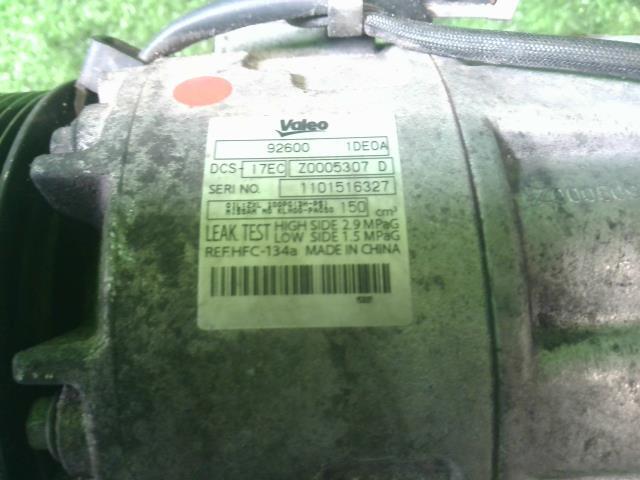 Valeo
92600 1DE0A
DCS- 17EC Z0005307 D
SERI NO. 1101516327
150 cm³
LEAK TEST HIGH SIDE 2.9 MPaG
LOW SIDE 1.5 MPaG
REF.HFC-134a MADE IN CHINA